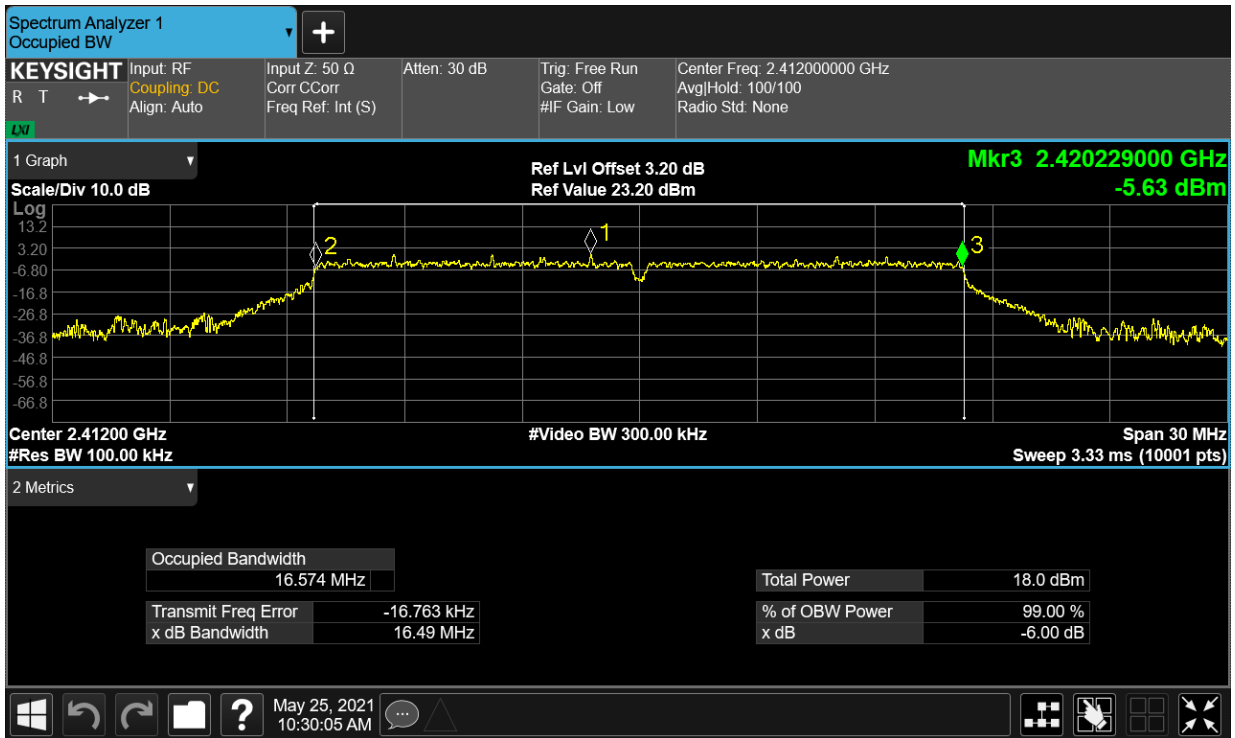 Spectrum Analyzer 1
Occupied BW
KEYSIGHT
R T
LXI
Input: RF
Coupling: DC
Align: Auto
Input Z: 50 Ω
Corr CCorr
Freq Ref: Int (S)
Atten: 30 dB
Trig: Free Run
Gate: Off
#IF Gain: Low
Center Freq: 2.412000000 GHz
Avg|Hold: 100/100
Radio Std: None
1 Graph
Scale/Div 10.0 dB
Ref Lvl Offset 3.20 dB
Ref Value 23.20 dBm
Mkr3 2.420229000 GHz
-5.63 dBm
Log
13.2
3.20
-6.80
-16.8
-26.8
-36.8
-46.8
-56.8
-66.8
2
1
3
Center 2.41200 GHz
#Res BW 100.00 kHz
#Video BW 300.00 kHz
Span 30 MHz
Sweep 3.33 ms (10001 pts)
2 Metrics
Occupied Bandwidth
16.574 MHz
Transmit Freq Error -16.763 kHz
x dB Bandwidth 16.49 MHz
Total Power 18.0 dBm
% of OBW Power 99.00 %
x dB -6.00 dB
?
May 25, 2021
10:30:05 AM